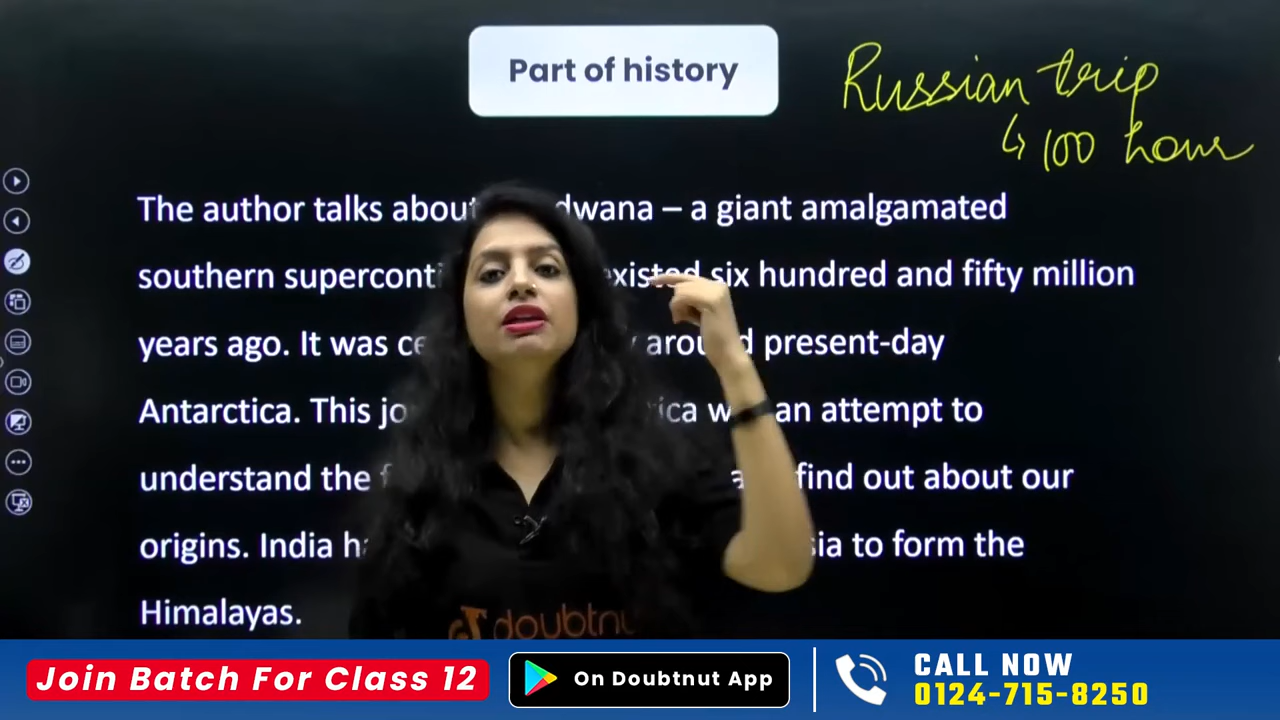 Part of history
Russian trip
↳ 100 hour
The author talks about dwana – a giant amalgamated
southern superconti existed six hundred and fifty million
years ago. It was ce around present-day
Antarctica. This jo ica w an attempt to
understand the find out about our
origins. India ha sia to form the
Himalayas.
doubtnu
Join Batch For Class 12
On Doubtnut App
CALL NOW
0124-715-8250